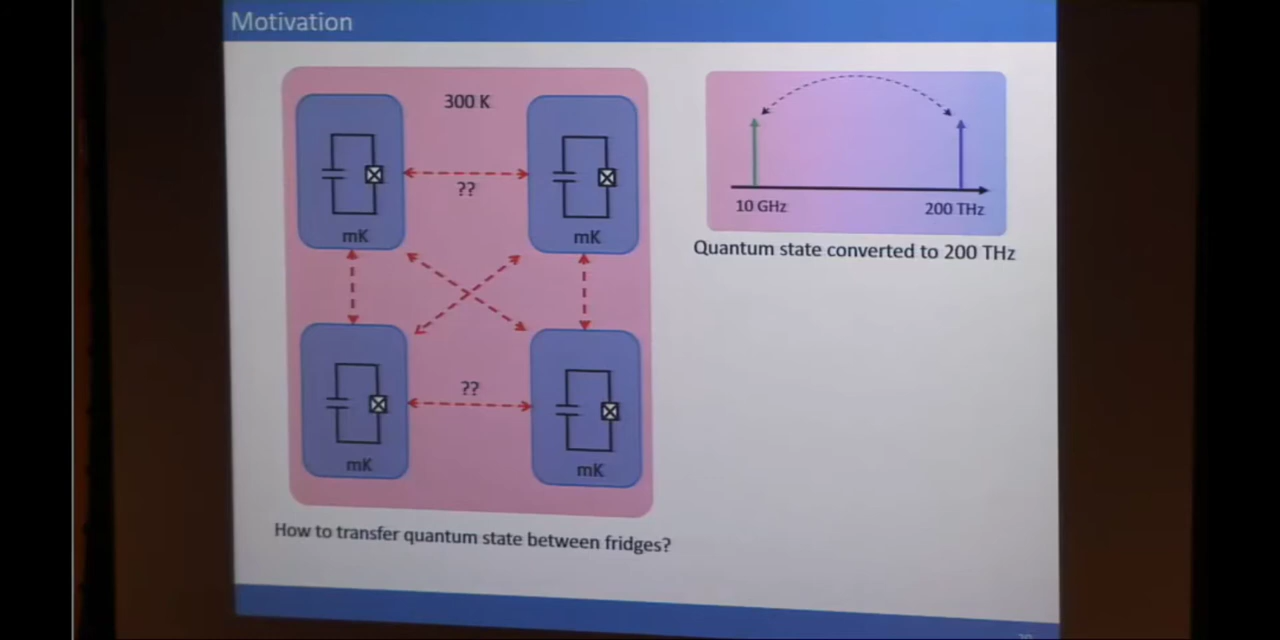 Motivation
300 K
??
mK
mK
??
mK
mK
How to transfer quantum state between fridges?
10 GHz
200 THz
Quantum state converted to 200 THz